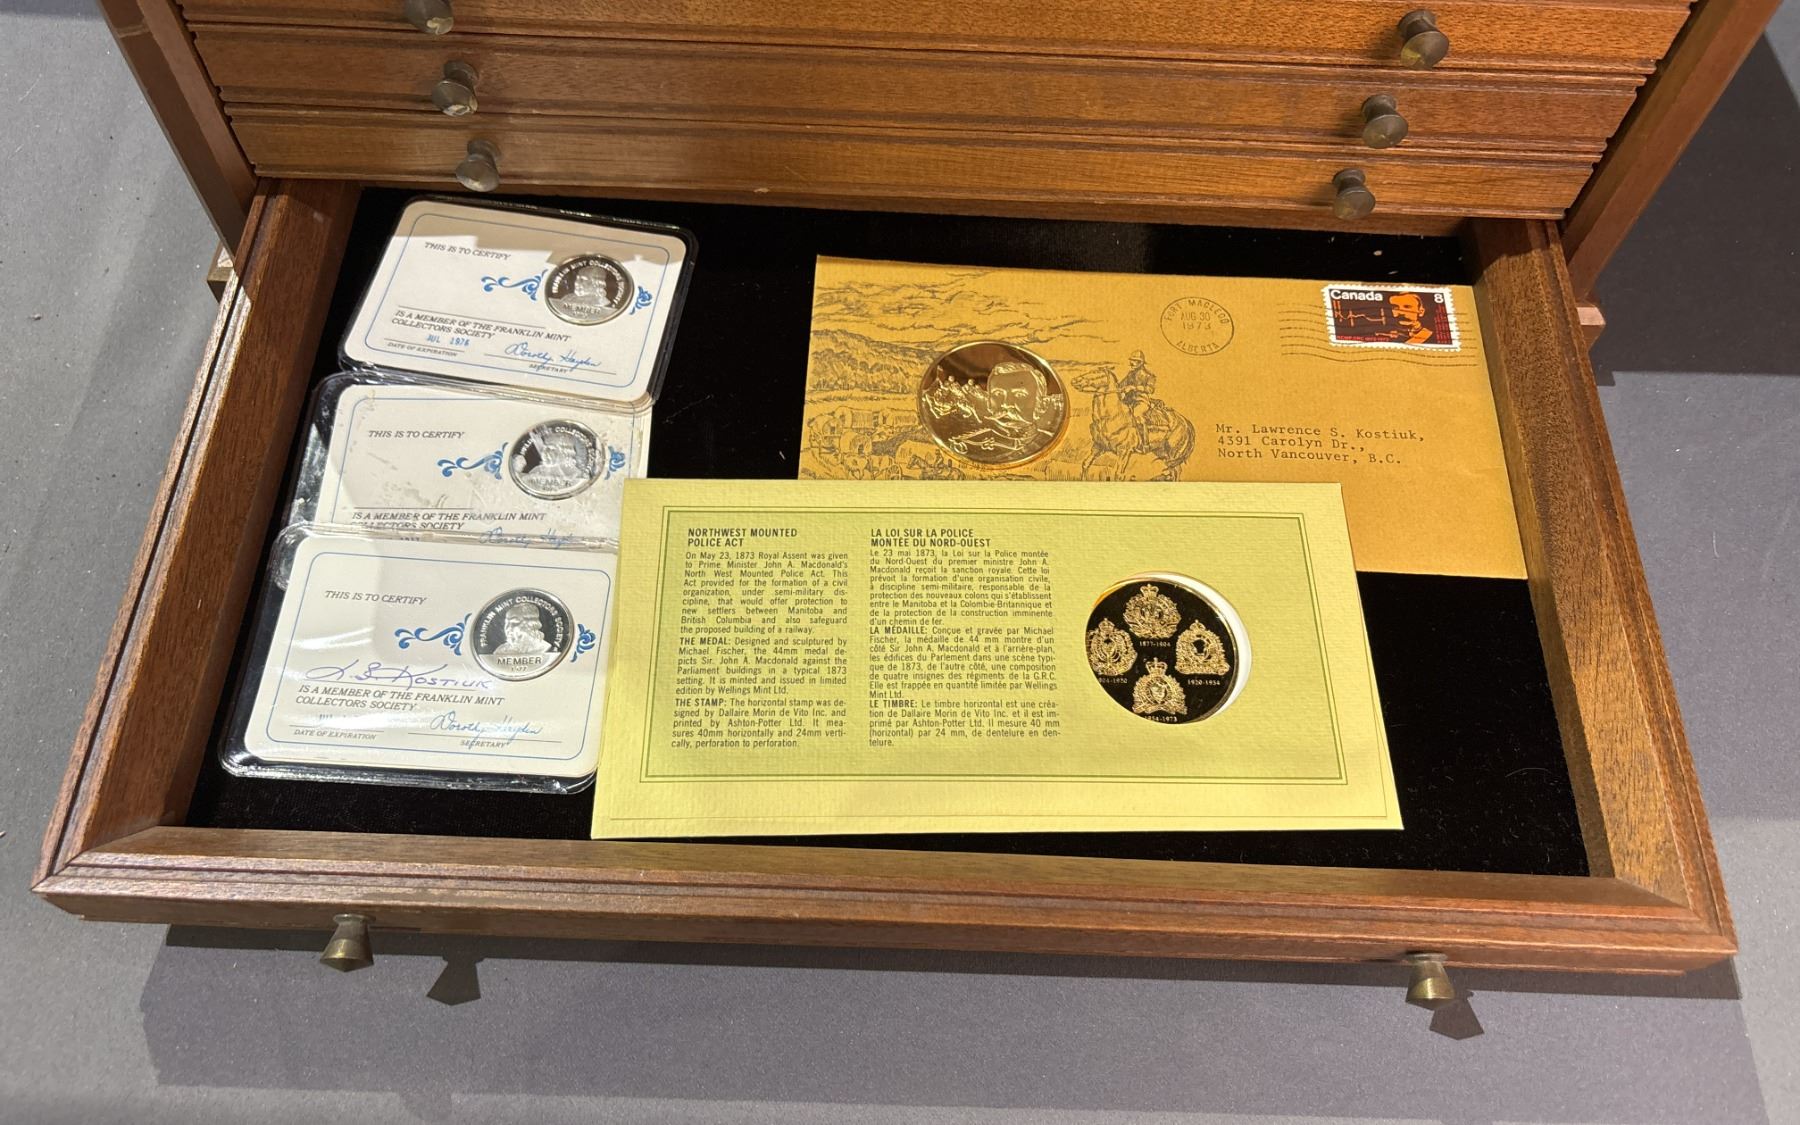 THIS IS TO CERTIFY
FRANKLIN MINT COLLECTORS SOCIETY
MEMBER
IS A MEMBER OF THE FRANKLIN MINT
COLLECTORS SOCIETY
JUL 1976
DATE OF EXPIRATION
Dorothy Hayden
SECRETARY
THIS IS TO CERTIFY
FRANKLIN MINT COLLECTORS
MEMBER
IS A MEMBER OF THE FRANKLIN MINT
COLLECTORS SOCIETY
THIS IS TO CERTIFY
FRANKLIN MINT COLLECTORS SOCIETY
MEMBER
1977
L S KOSTIUK
IS A MEMBER OF THE FRANKLIN MINT
COLLECTORS SOCIETY
DATE OF EXPIRATION
Dorothy Hayden
SECRETARY
FORT MACLEOD
AUG 30
1973
ALBERTA
Canada 8
Mr. Lawrence S. Kostiuk,
4391 Carolyn Dr.,
North Vancouver, B.C.
NORTHWEST MOUNTED
POLICE ACT
On May 23, 1873 Royal Assent was given
to Prime Minister John A. Macdonald's
North West Mounted Police Act. This
Act provided for the formation of a civil
organization, under semi-military dis-
cipline, that would offer protection to
new settlers between Manitoba and
British Columbia and also safeguard
the proposed building of a railway.
THE MEDAL: Designed and sculptured by
Michael Fischer, the 44mm medal de-
picts Sir. John A. Macdonald against the
Parliament buildings in a typical 1873
setting. It is minted and issued in limited
edition by Wellings Mint Ltd.
THE STAMP: The horizontal stamp was de-
signed by Dallaire Morin de Vito Inc. and
printed by Ashton-Potter Ltd. It mea-
sures 40mm horizontally and 24mm verti-
cally, perforation to perforation.
LA LOI SUR LA POLICE
MONTÉE DU NORD-OUEST
Le 23 mai 1873, la Loi sur la Police montée
du Nord-Ouest du premier ministre John A.
Macdonald reçoit la sanction royale. Cette loi
prévoit la formation d'une organisation civile,
à discipline semi-militaire, responsable de la
protection des nouveaux colons qui s'établissent
entre le Manitoba et la Colombie-Britannique et
de la protection de la construction imminente
d'un chemin de fer.
LA MÉDAILLE: Conçue et gravée par Michael
Fischer, la médaille de 44 mm montre d'un
côté Sir John A. Macdonald et à l'arrière-plan,
les édifices du Parlement dans une scène typi-
que de 1873, de l'autre côté, une composition
de quatre insignes des régiments de la G.R.C.
Elle est frappée en quantité limitée par Wellings
Mint Ltd.
LE TIMBRE: Le timbre horizontal est une créa-
tion de Dallaire Morin de Vito Inc. et il est im-
primé par Ashton-Potter Ltd. Il mesure 40 mm
(horizontal) par 24 mm, de dentelure en den-
telure.
1877-1904
1920-1954
1954-1973